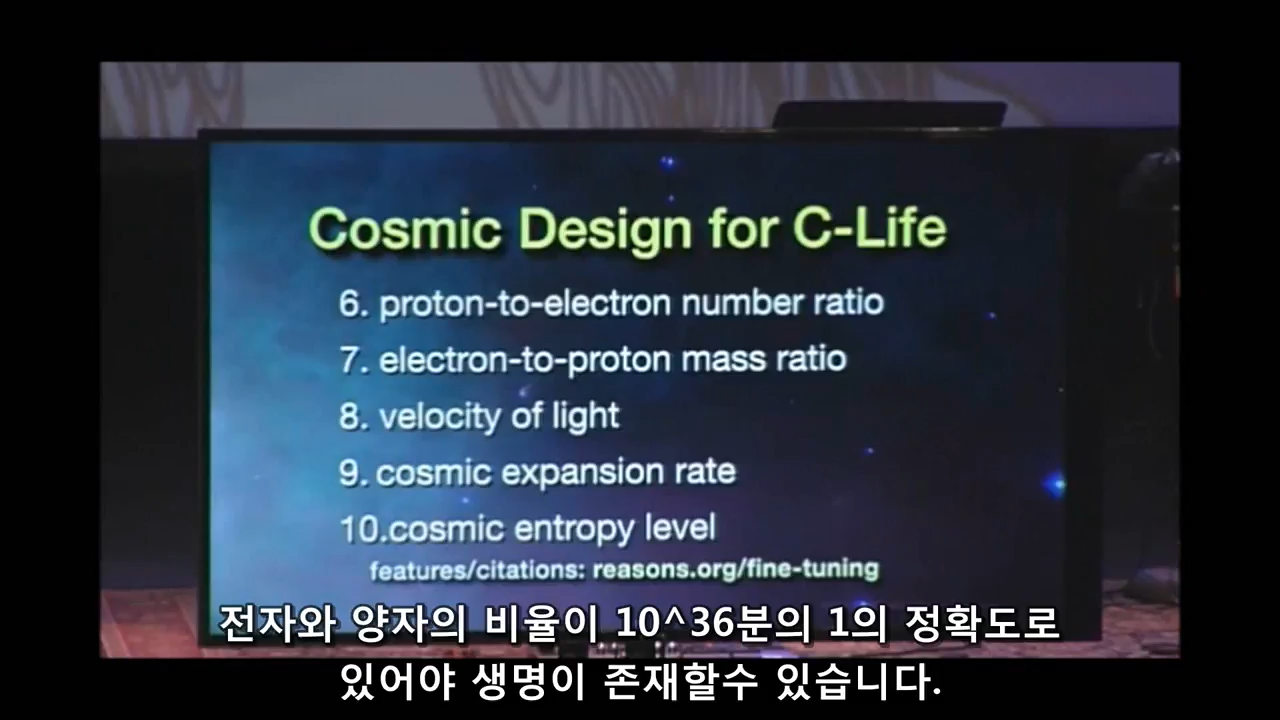 Cosmic Design for C-Life
6. proton-to-electron number ratio
7. electron-to-proton mass ratio
8. velocity of light
9. cosmic expansion rate
10.cosmic entropy level
features/citations: reasons.org/fine-tuning
전자와 양자의 비율이 10^36분의 1의 정확도로
있어야 생명이 존재할수 있습니다.